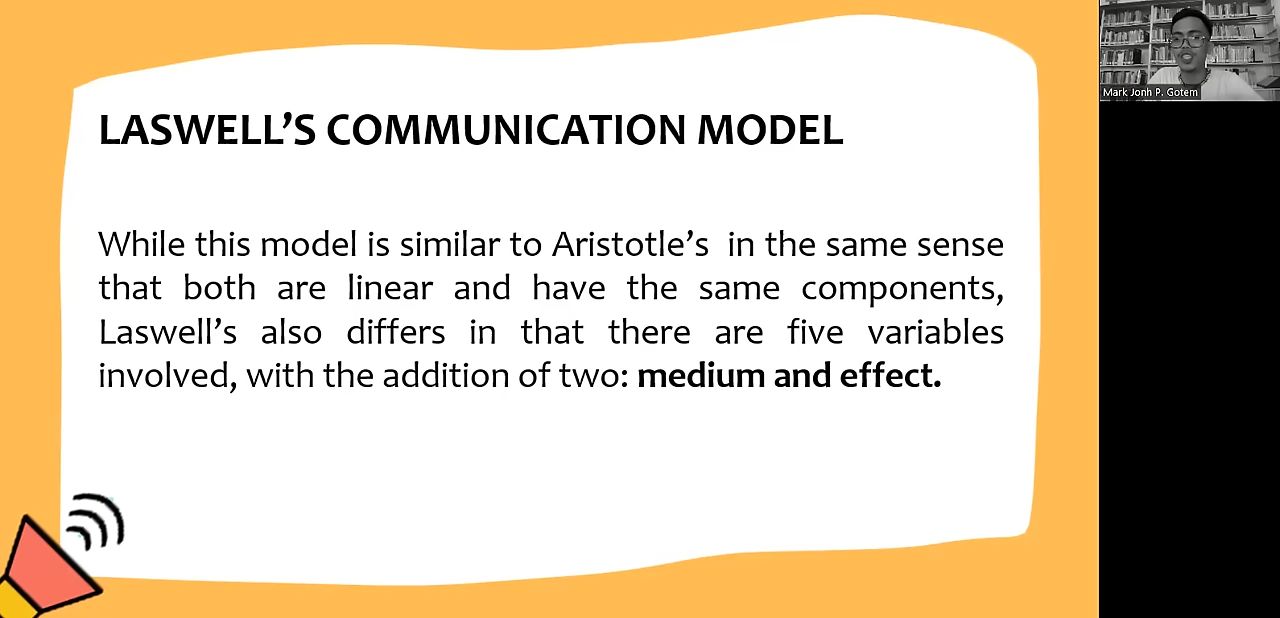 LASWELL’S COMMUNICATION MODEL
While this model is similar to Aristotle’s in the same sense
that both are linear and have the same components,
Laswell’s also differs in that there are five variables
involved, with the addition of two: medium and effect.
Mark Jonh P. Gotem